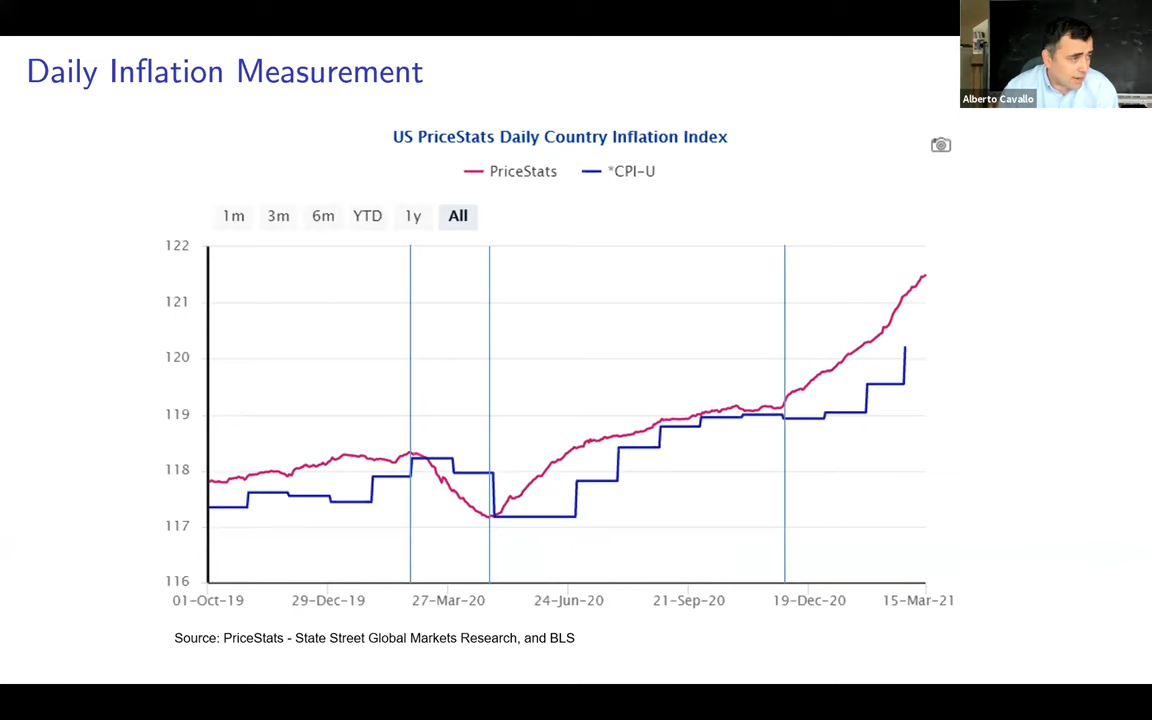 Daily Inflation Measurement
Alberto Cavallo
US PriceStats Daily Country Inflation Index
PriceStats *CPI-U
1m 3m 6m YTD 1y All
122
121
120
119
118
117
116
01-Oct-19 29-Dec-19 27-Mar-20 24-Jun-20 21-Sep-20 19-Dec-20 15-Mar-21
Source: PriceStats - State Street Global Markets Research, and BLS